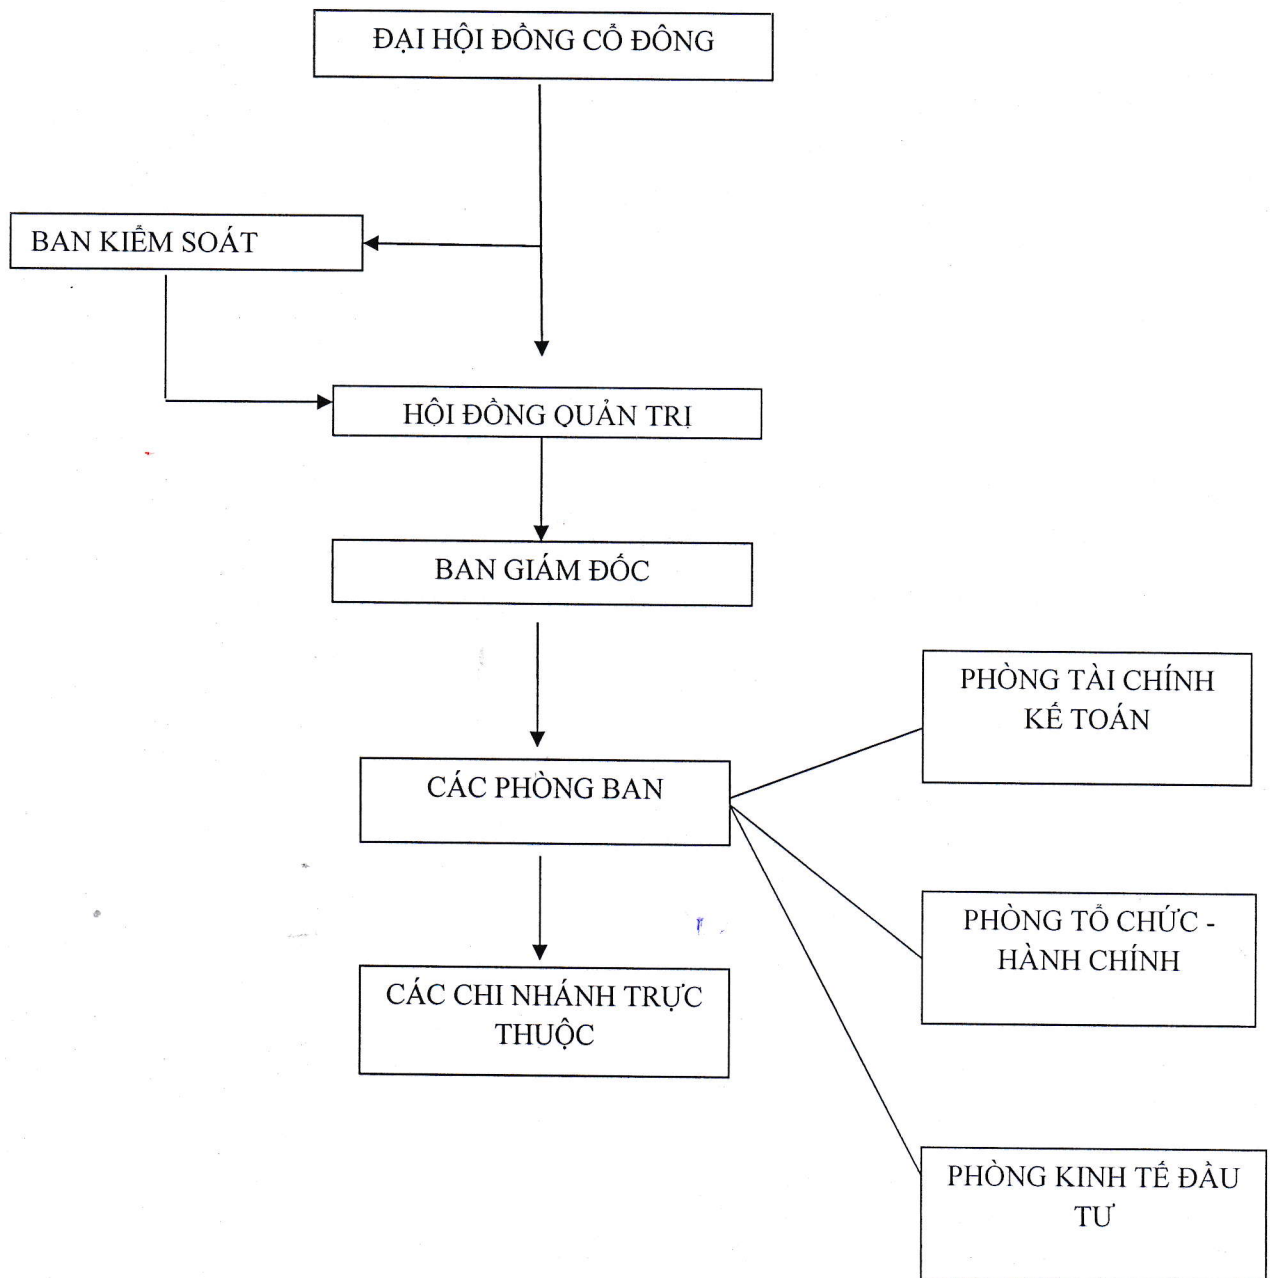 ĐẠI HỘI ĐỒNG CỔ ĐÔNG
BAN KIỂM SOÁT
HỘI ĐỒNG QUẢN TRỊ
BAN GIÁM ĐỐC
PHÒNG TÀI CHÍNH
KẾ TOÁN
CÁC PHÒNG BAN
PHÒNG TỔ CHỨC -
HÀNH CHÍNH
CÁC CHI NHÁNH TRỰC
THUỘC
PHÒNG KINH TẾ ĐẦU
TƯ